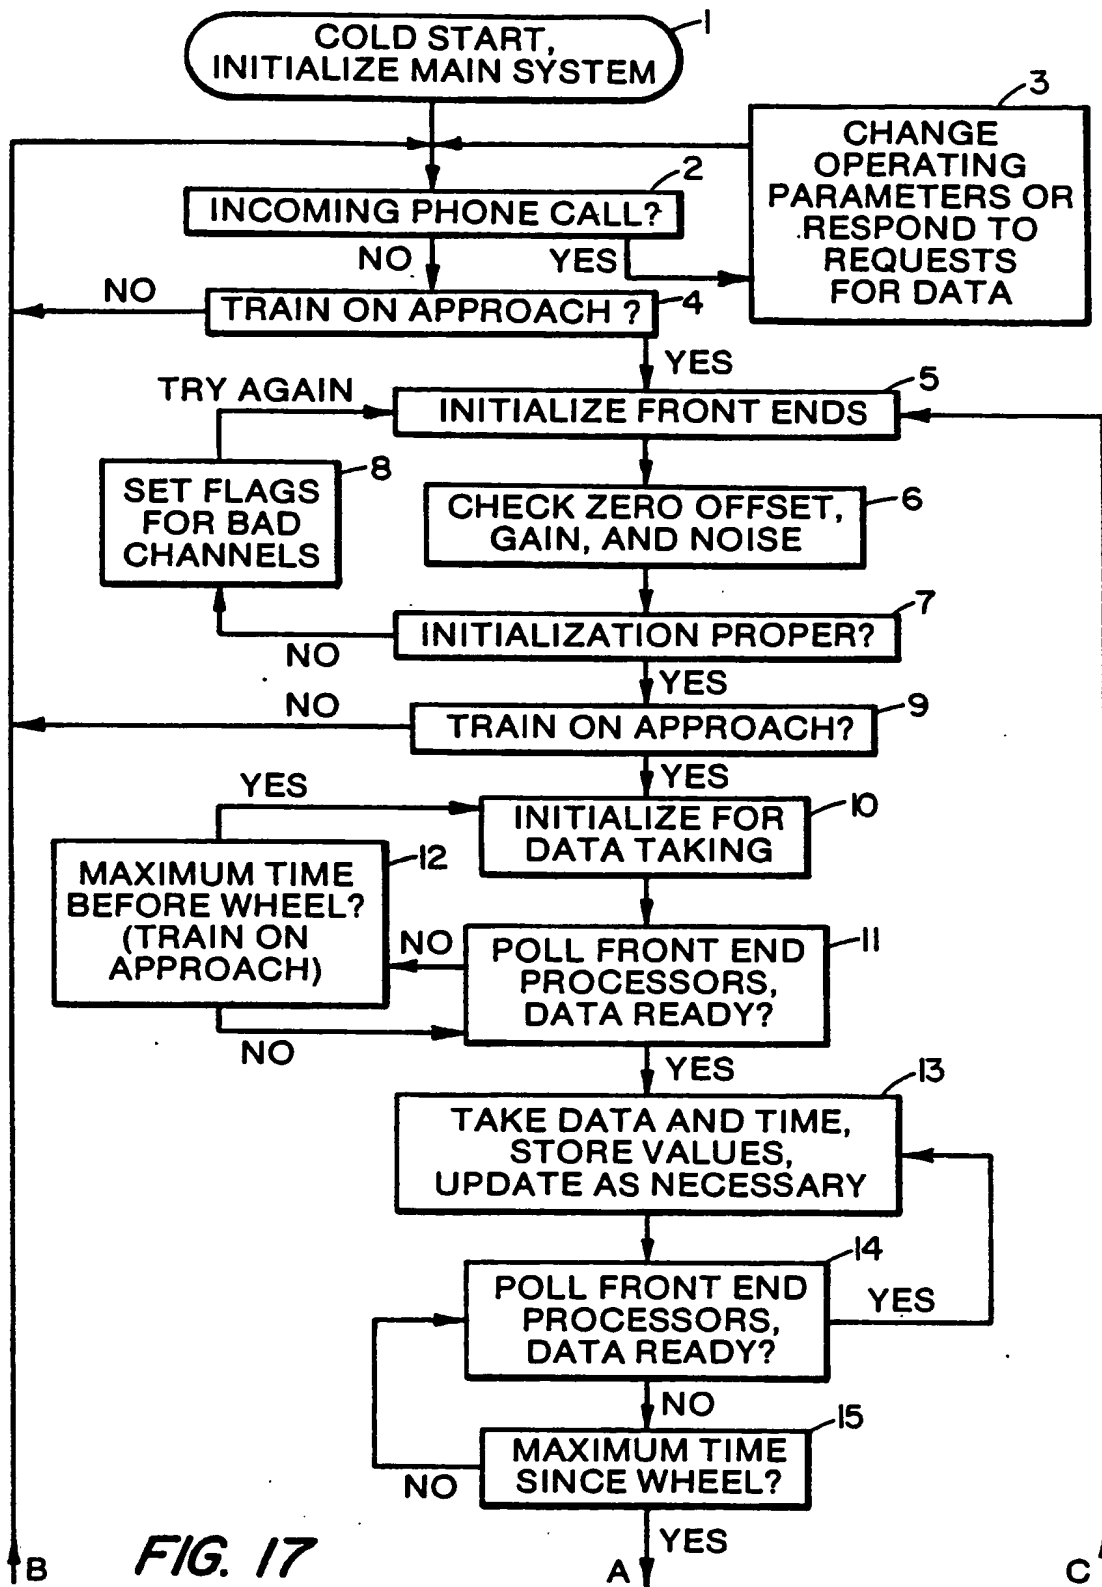 1
COLD START,
INITIALIZE MAIN SYSTEM
3
CHANGE
OPERATING
PARAMETERS OR
RESPOND TO
REQUESTS
FOR DATA
2
INCOMING PHONE CALL?
NO
YES
NO
TRAIN ON APPROACH ?
4
YES
TRY AGAIN
5
INITIALIZE FRONT ENDS
8
SET FLAGS
FOR BAD
CHANNELS
6
CHECK ZERO OFFSET,
GAIN, AND NOISE
7
INITIALIZATION PROPER?
NO
YES
NO
9
TRAIN ON APPROACH?
YES
YES
10
INITIALIZE FOR
DATA TAKING
12
MAXIMUM TIME
BEFORE WHEEL?
(TRAIN ON
APPROACH)
NO
11
POLL FRONT END
PROCESSORS,
DATA READY?
NO
YES
13
TAKE DATA AND TIME,
STORE VALUES,
UPDATE AS NECESSARY
14
POLL FRONT END
PROCESSORS,
DATA READY?
YES
NO
15
MAXIMUM TIME
SINCE WHEEL?
NO
YES
B
FIG. 17
A
C